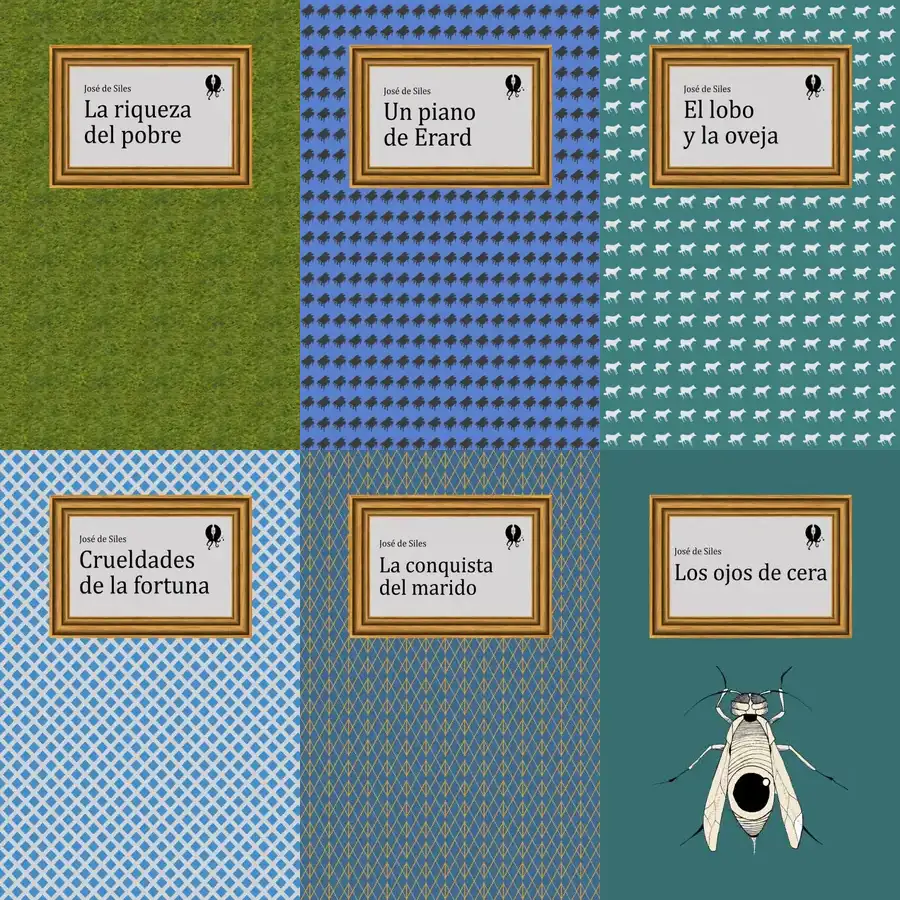 José de Siles
La riqueza
del pobre
José de Siles
Un piano
de Erard
José de Siles
El lobo
y la oveja
José de Siles
Crueldades
de la fortuna
José de Siles
La conquista
del marido
José de Siles
Los ojos de cera